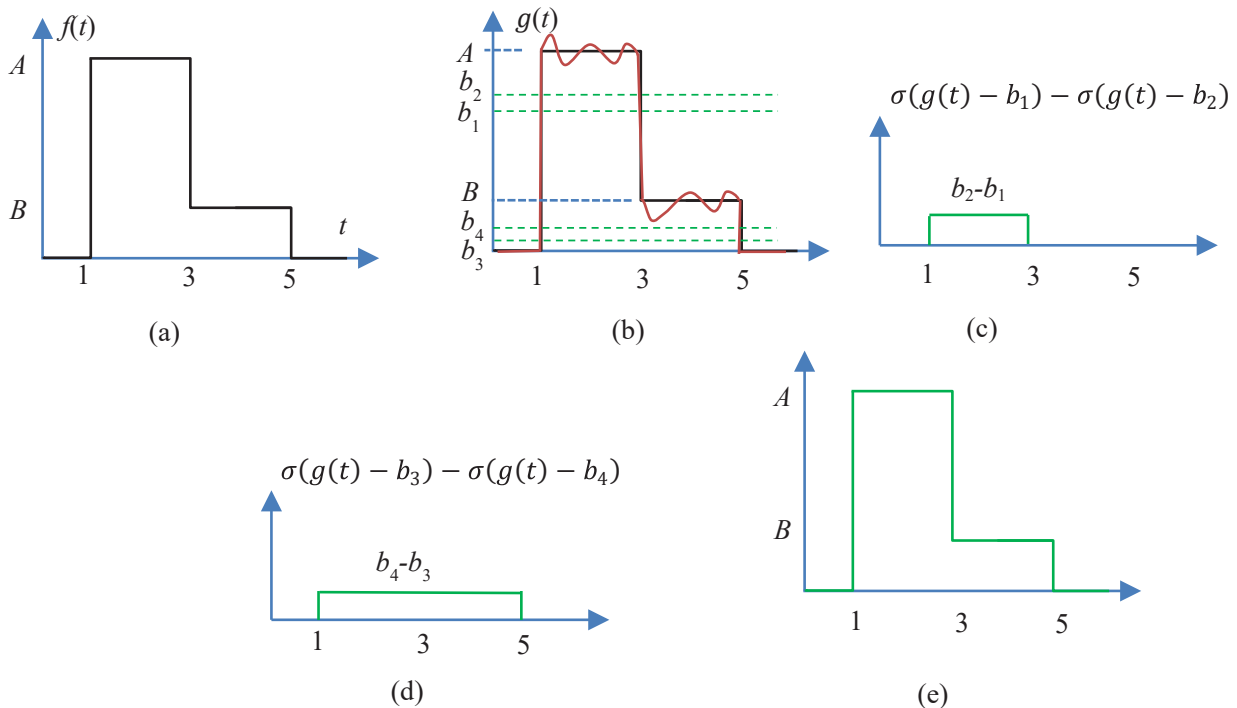 f(t)
A
B
t
1 3 5
(a)
g(t)
A
b₂
b₁
B
b₄
b₃
1 3 5
(b)
σ(g(t) − b₁) − σ(g(t) − b₂)
b₂-b₁
1 3 5
(c)
σ(g(t) − b₃) − σ(g(t) − b₄)
b₄-b₃
1 3 5
(d)
A
B
1 3 5
(e)